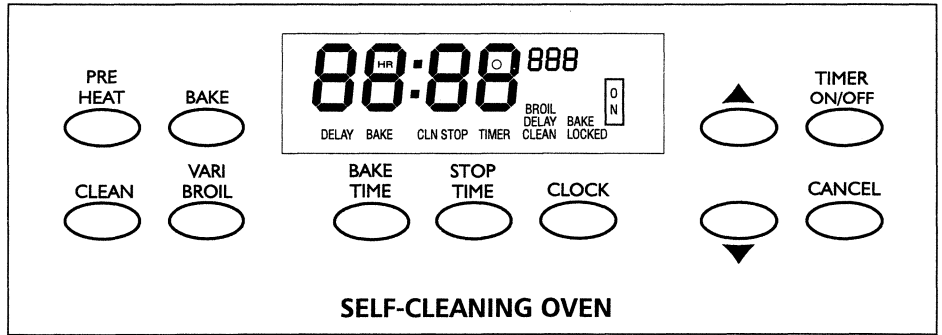 PRE
HEAT
BAKE
88:88
HR
888
O
N
BROIL
DELAY BAKE
CLEAN LOCKED
DELAY BAKE CLN STOP TIMER
TIMER
ON/OFF
CLEAN
VARI
BROIL
BAKE
TIME
STOP
TIME
CLOCK
CANCEL
SELF-CLEANING OVEN